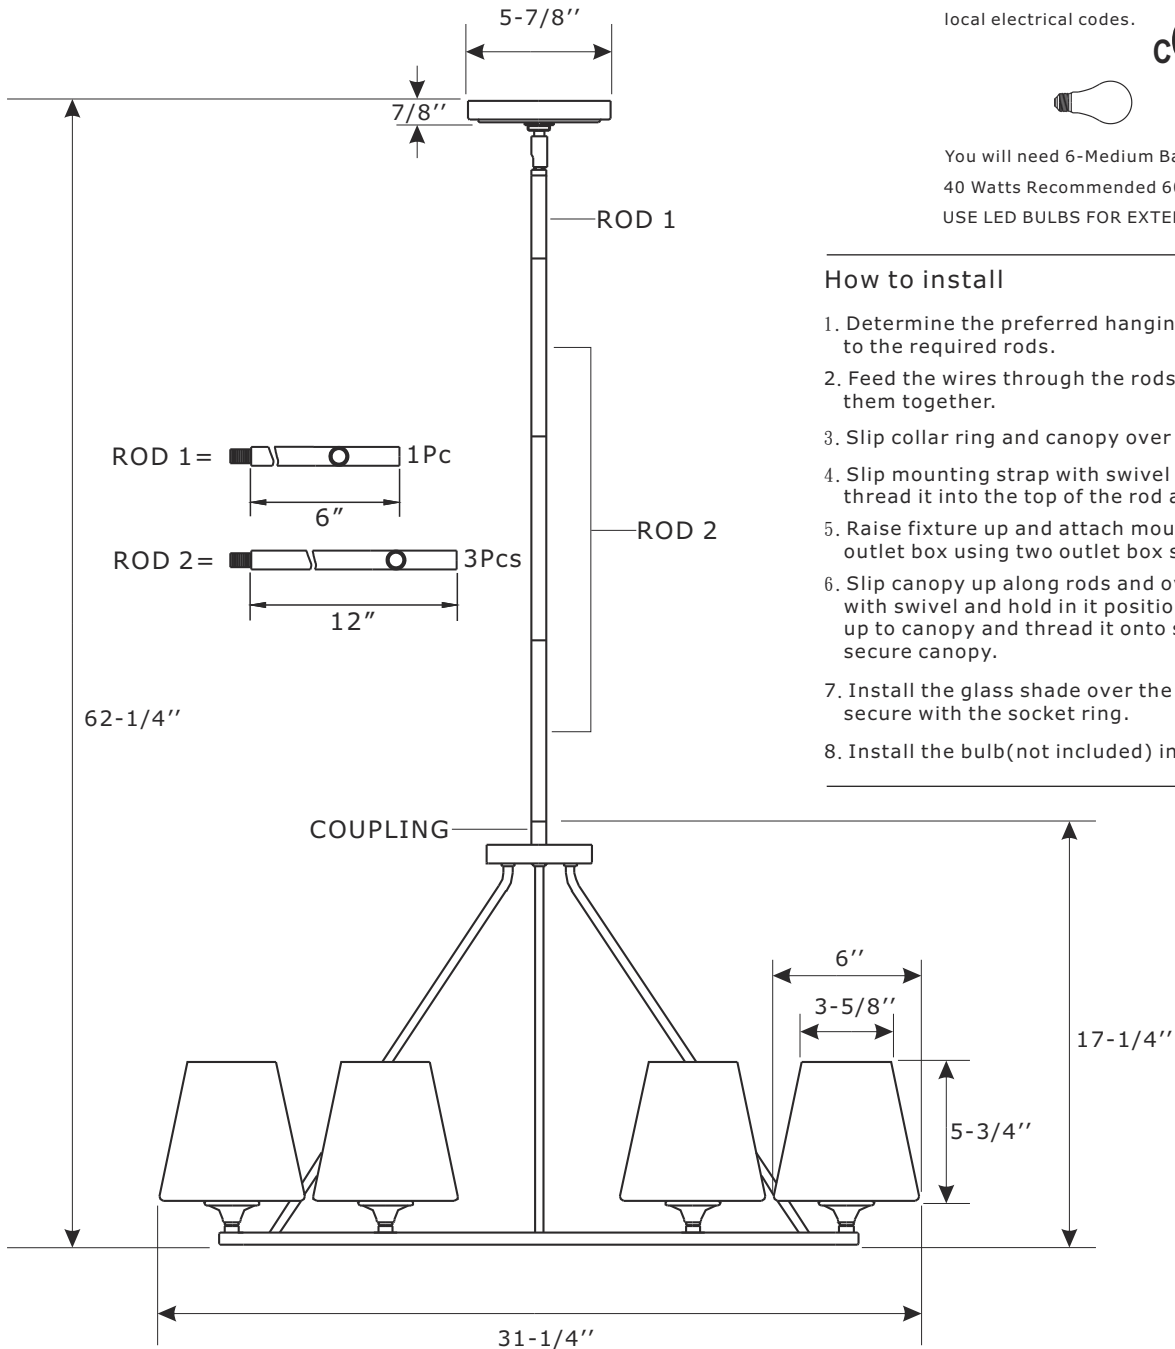 5-7/8''
7/8''
ROD 1
ROD 1= 1Pc
6"
ROD 2= 3Pcs
12"
ROD 2
62-1/4''
COUPLING
6''
3-5/8''
17-1/4''
5-3/4''
31-1/4''
local electrical codes.
c
You will need 6-Medium Ba
40 Watts Recommended 6
USE LED BULBS FOR EXTE
How to install
1. Determine the preferred hangin
to the required rods.
2. Feed the wires through the rods
them together.
3. Slip collar ring and canopy over
4. Slip mounting strap with swivel
thread it into the top of the rod a
5. Raise fixture up and attach mou
outlet box using two outlet box s
6. Slip canopy up along rods and ov
with swivel and hold in it positio
up to canopy and thread it onto s
secure canopy.
7. Install the glass shade over the
secure with the socket ring.
8. Install the bulb(not included) in